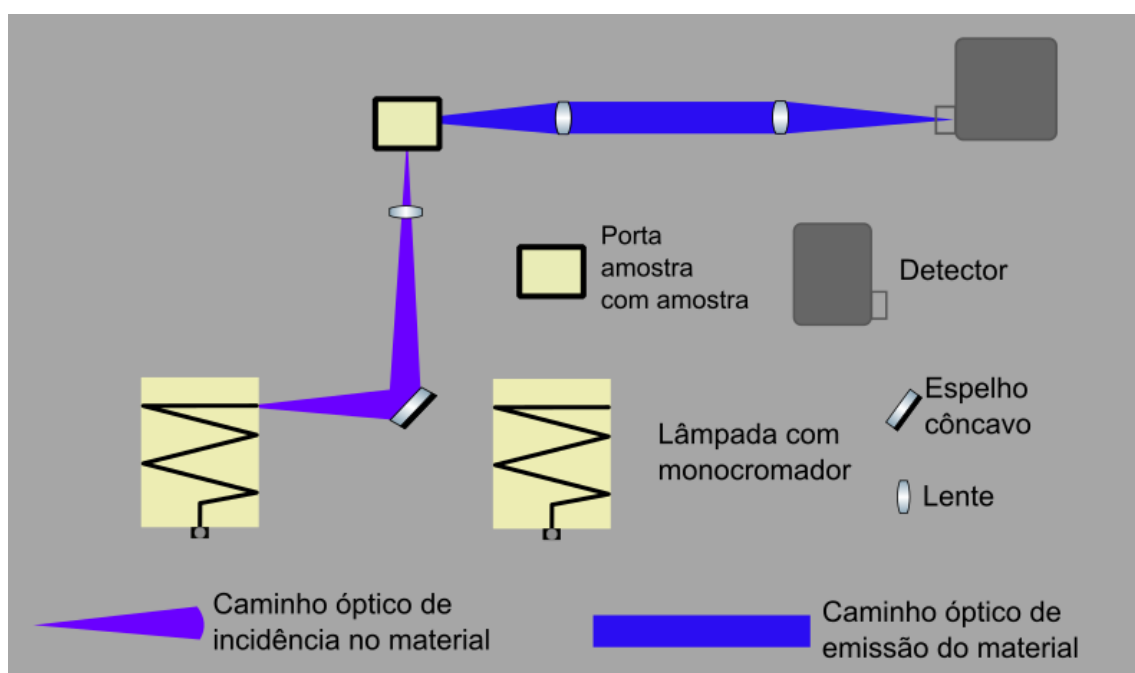 Porta
amostra
com amostra
Detector
Espelho
côncavo
Lâmpada com
monocromador
Lente
Caminho óptico de
incidência no material
Caminho óptico de
emissão do material